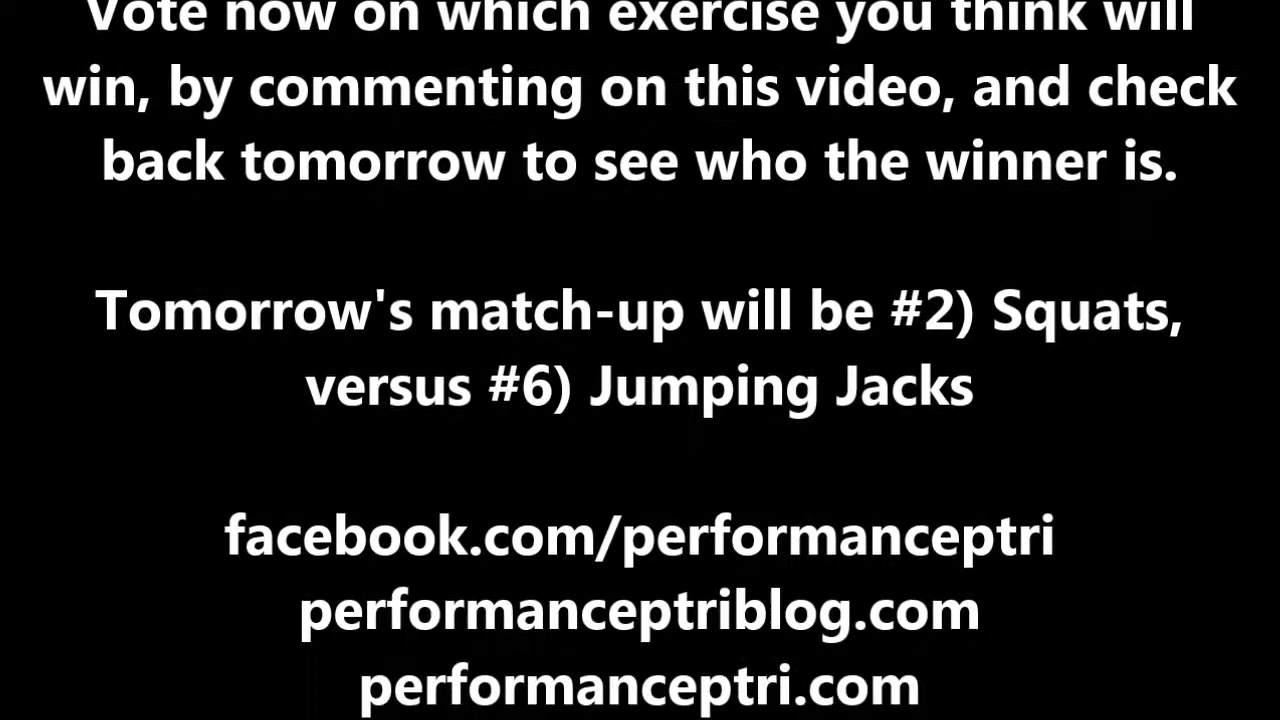 Vote now on which exercise you think will
win, by commenting on this video, and check
back tomorrow to see who the winner is.
Tomorrow's match-up will be #2) Squats,
versus #6) Jumping Jacks
facebook.com/performanceptri
performanceptriblog.com
performanceptri.com